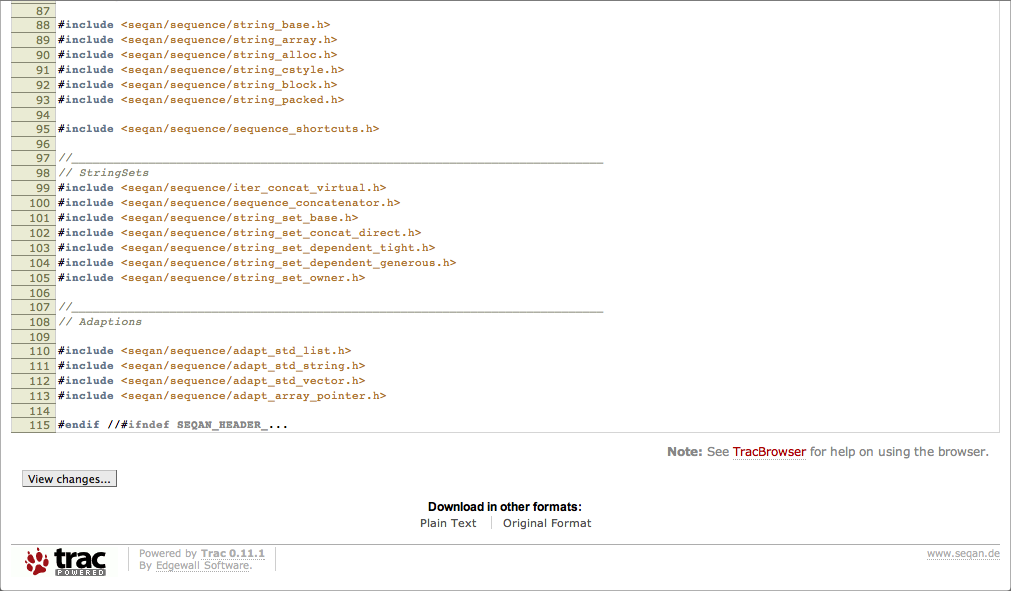 87
88 #include <seqan/sequence/string_base.h>
89 #include <seqan/sequence/string_array.h>
90 #include <seqan/sequence/string_alloc.h>
91 #include <seqan/sequence/string_cstyle.h>
92 #include <seqan/sequence/string_block.h>
93 #include <seqan/sequence/string_packed.h>
94
95 #include <seqan/sequence/sequence_shortcuts.h>
96
97 //____________________________________________________________________________
98 // StringSets
99 #include <seqan/sequence/iter_concat_virtual.h>
100 #include <seqan/sequence/sequence_concatenator.h>
101 #include <seqan/sequence/string_set_base.h>
102 #include <seqan/sequence/string_set_concat_direct.h>
103 #include <seqan/sequence/string_set_dependent_tight.h>
104 #include <seqan/sequence/string_set_dependent_generous.h>
105 #include <seqan/sequence/string_set_owner.h>
106
107 //____________________________________________________________________________
108 // Adaptions
109
110 #include <seqan/sequence/adapt_std_list.h>
111 #include <seqan/sequence/adapt_std_string.h>
112 #include <seqan/sequence/adapt_std_vector.h>
113 #include <seqan/sequence/adapt_array_pointer.h>
114
115 #endif //#ifndef SEQAN_HEADER_...
Note: See TracBrowser for help on using the browser.
View changes...
Download in other formats:
Plain Text Original Format
trac POWERED
Powered by Trac 0.11.1
By Edgewall Software.
www.seqan.de